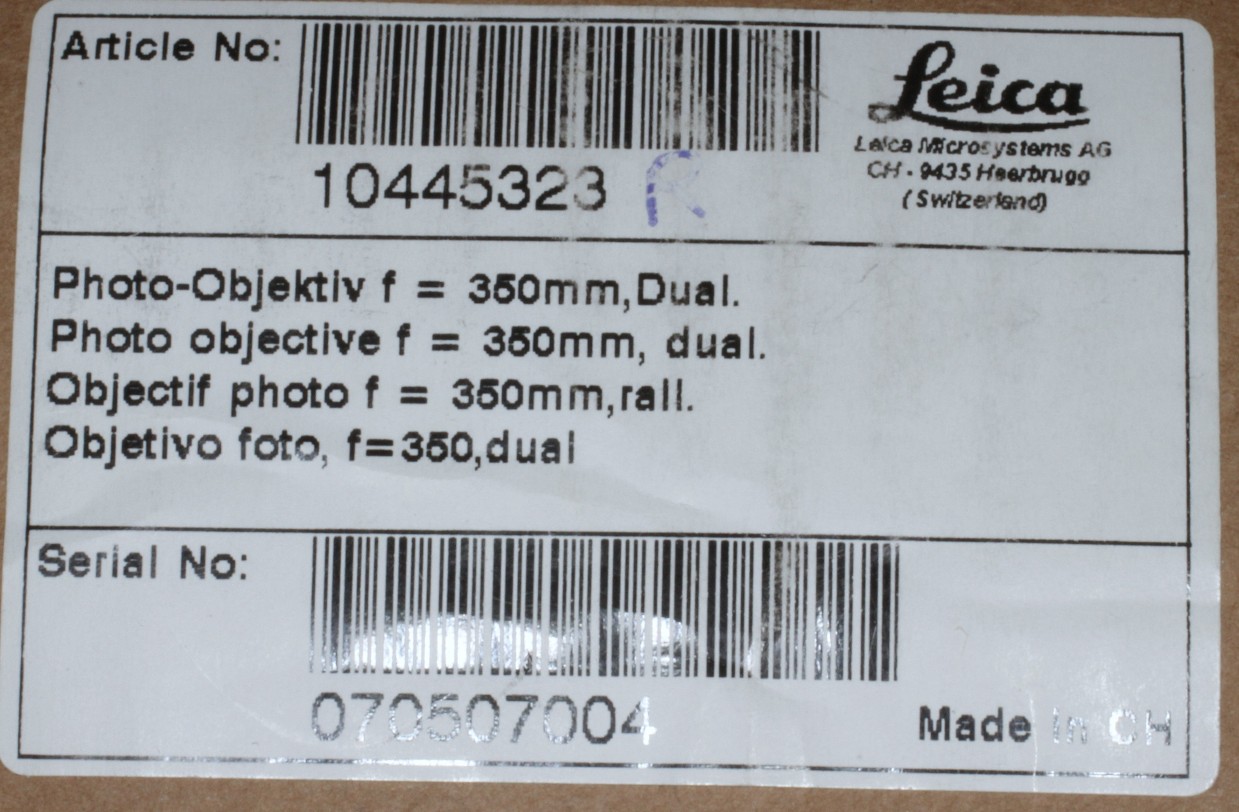 Article No:
Leica
Leica Microsystems AG
CH - 9435 Heerbrugg
(Switzerland)
10445323 R
Photo-Objektiv f = 350mm,Dual.
Photo objective f = 350mm, dual.
Objectif photo f = 350mm,rall.
Objetivo foto, f=350,dual
Serial No:
070507004
Made in CH